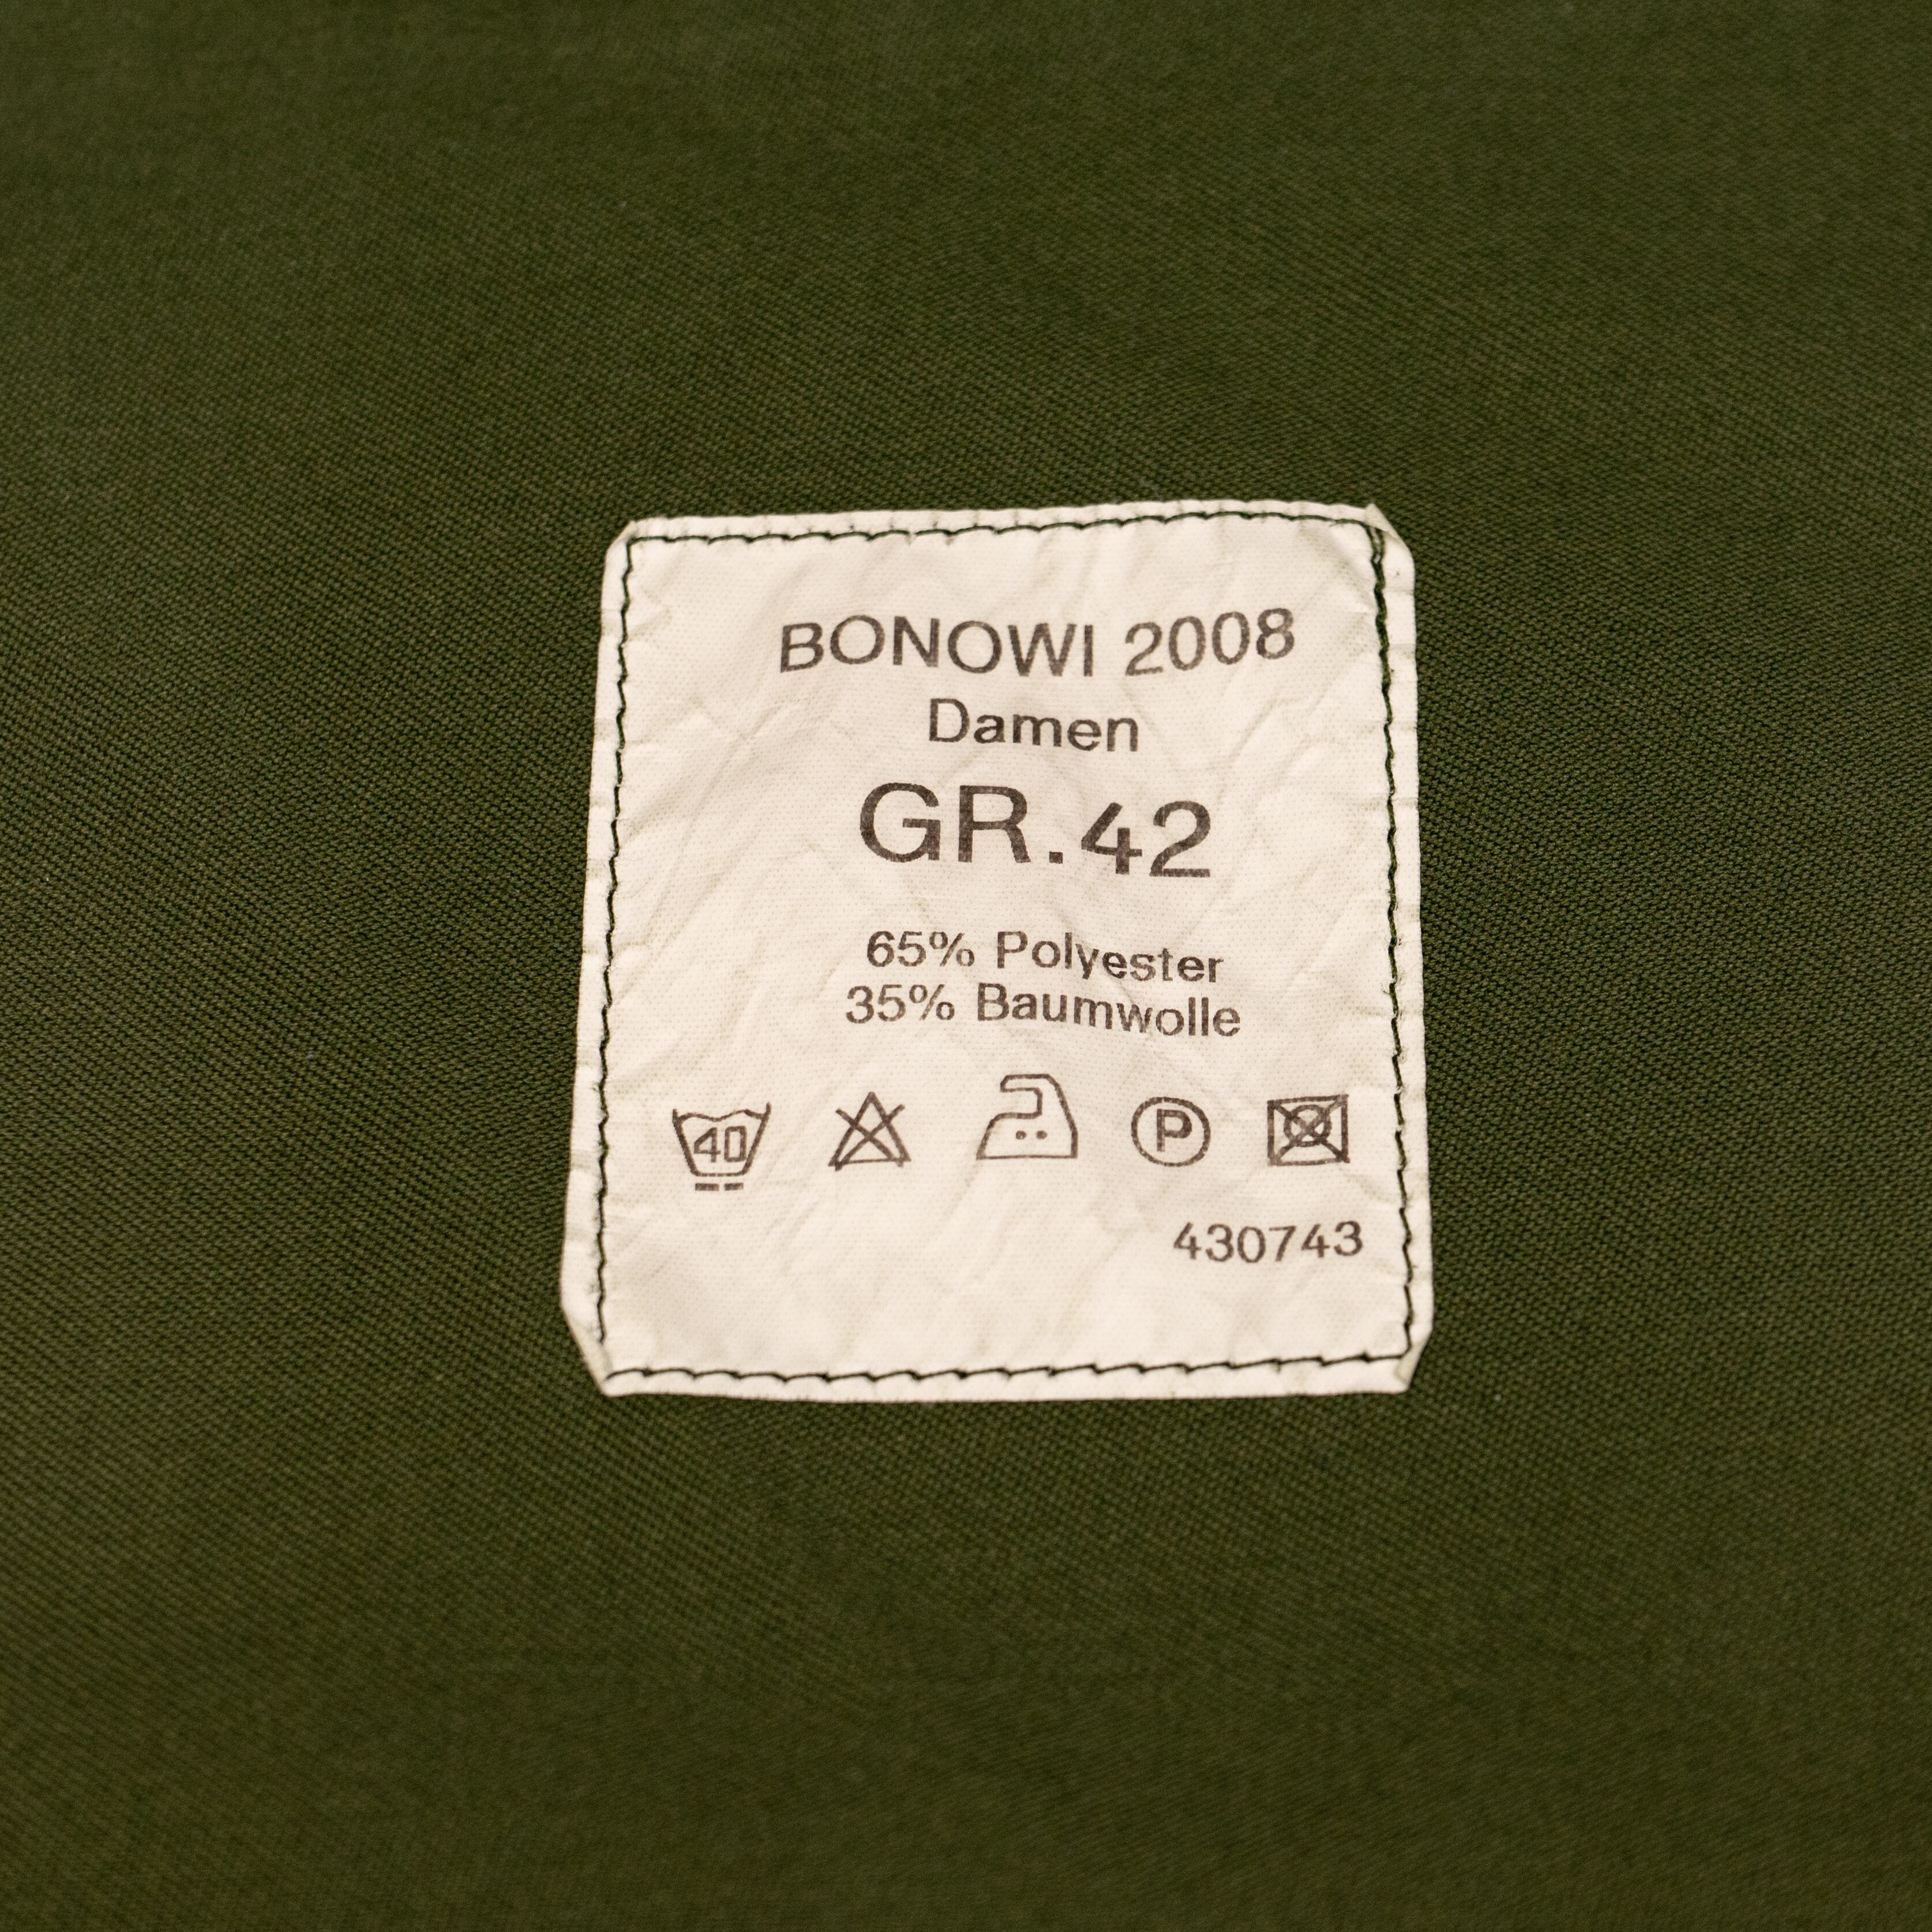 BONOWI 2008
Damen
GR.42
65% Polyester
35% Baumwolle
40 P
430743